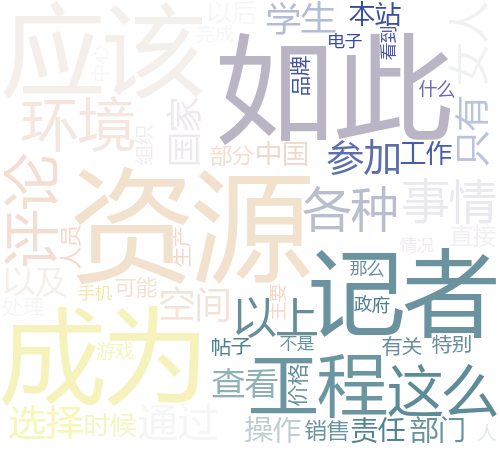 以后
学生
本站
女人
应该
完成
电子
看到
如此
中心
品牌
什么
环境
国家
只有
组织
部分
中国
参加
工作
评论
资源
各种
事情
人员
生产
直接
情况
以及
手机
可能
空间
主要
以上
记者
那么
政府
处理
成为
游戏
帖子
不是
有关
特别
工程
价格
查看
这么
选择
时候
通过
操作
销售
责任
部门
人